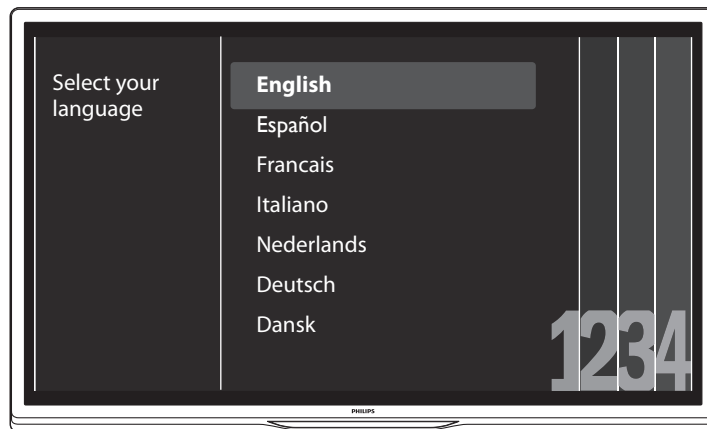 Select your
language
English
Español
Francais
Italiano
Nederlands
Deutsch
Dansk
1234
PHILIPS